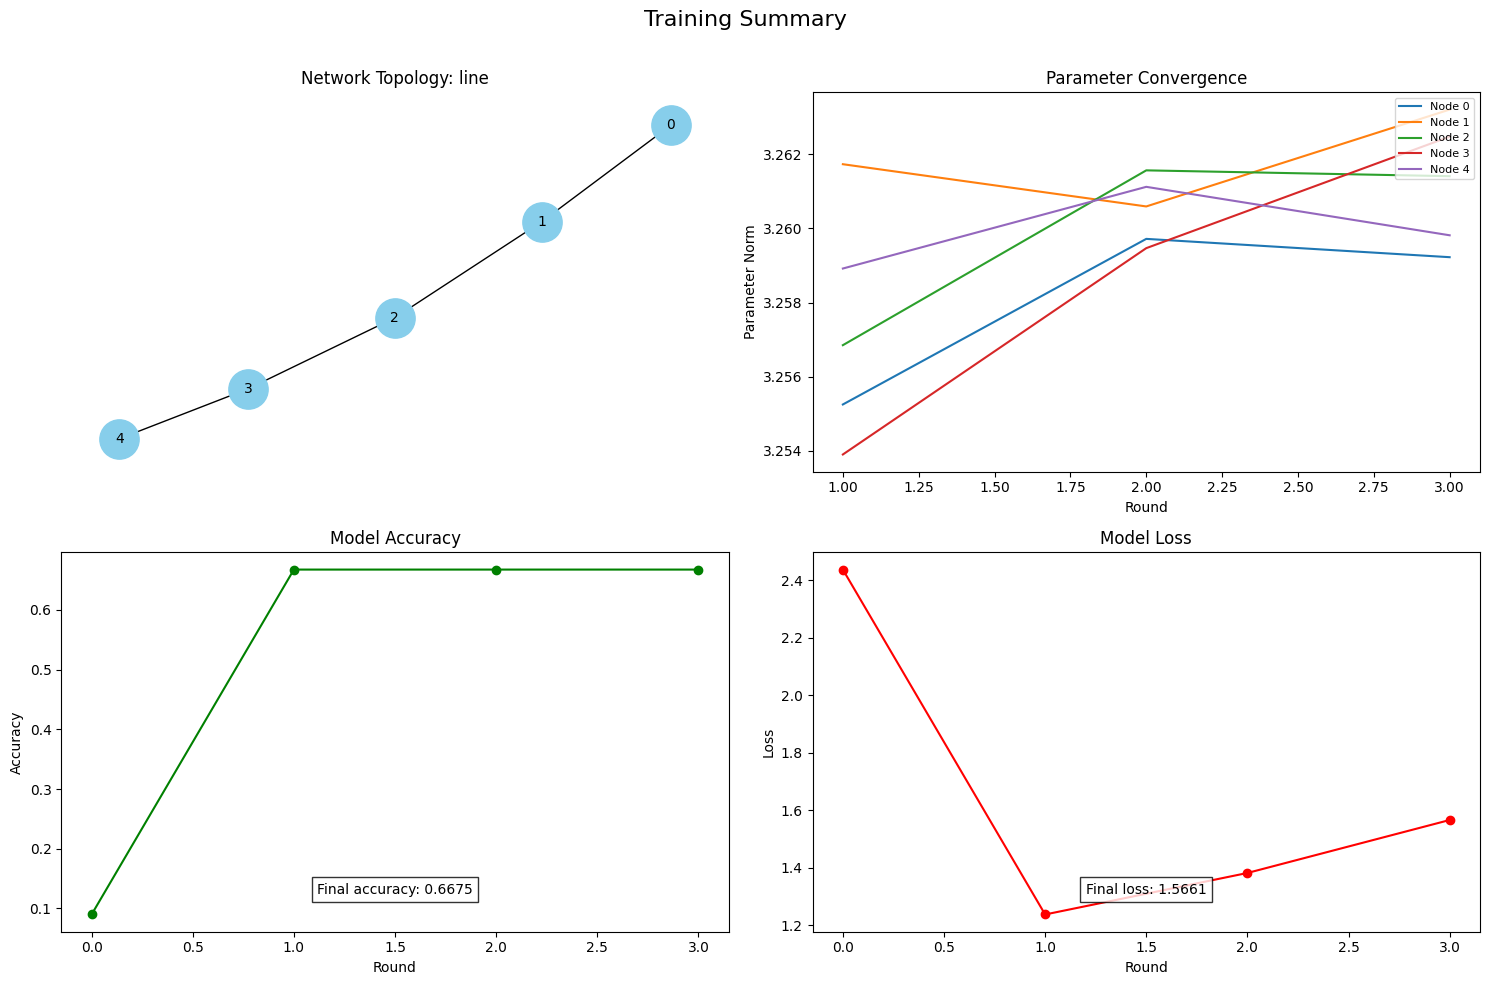 Training Summary
Network Topology: line
0
1
2
3
4
Parameter Convergence
Parameter Norm
3.262
3.260
3.258
3.256
3.254
Node 0
Node 1
Node 2
Node 3
Node 4
1.00 1.25 1.50 1.75 2.00 2.25 2.50 2.75 3.00
Round
Model Accuracy
Accuracy
0.6
0.5
0.4
0.3
0.2
0.1
Final accuracy: 0.6675
0.0 0.5 1.0 1.5 2.0 2.5 3.0
Round
Model Loss
Loss
2.4
2.2
2.0
1.8
1.6
1.4
1.2
Final loss: 1.5661
0.0 0.5 1.0 1.5 2.0 2.5 3.0
Round